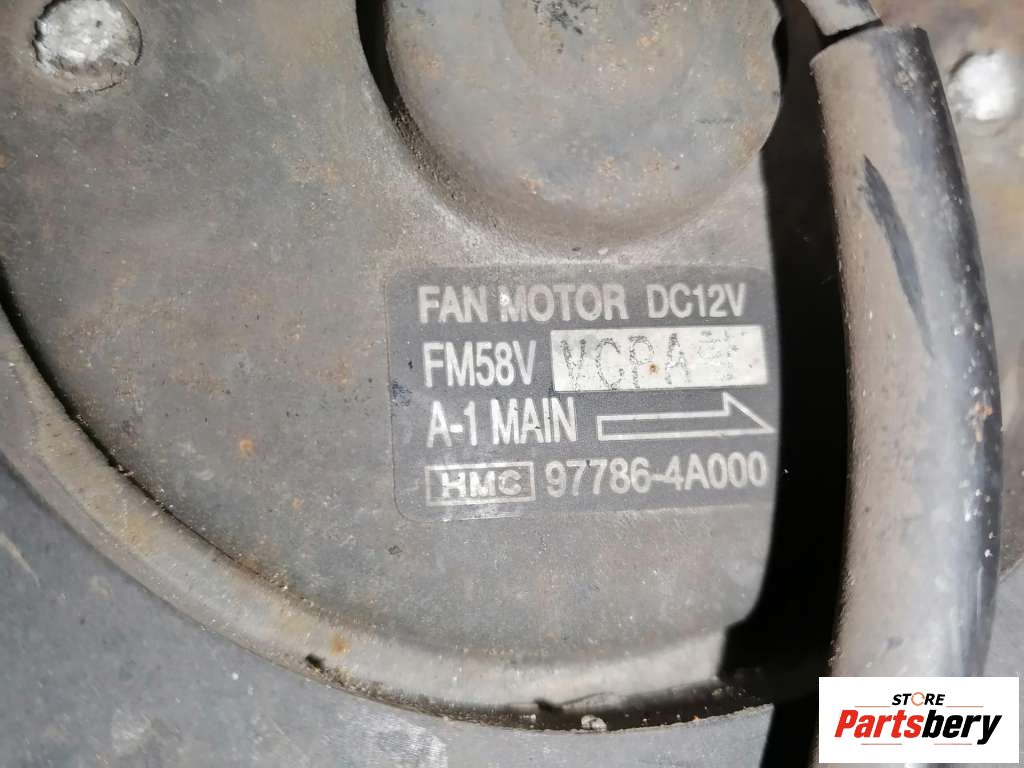 FAN MOTOR DC12V
FM58V
A-1 MAIN
HMC 97786-4A000
STORE
Partsbery